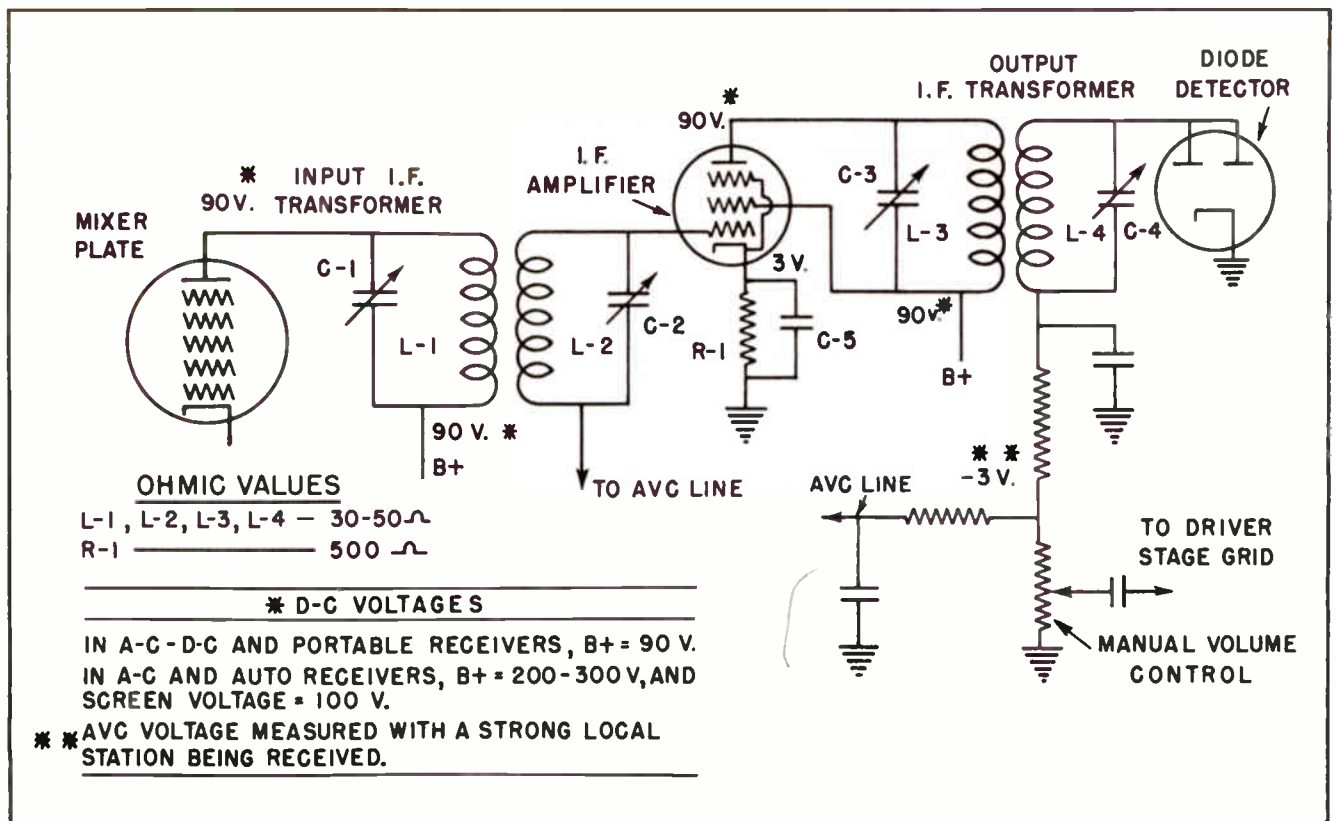 OUTPUT
I.F. TRANSFORMER
DIODE
DETECTOR
*
90 V.
I.F.
AMPLIFIER
* INPUT I.F.
90V. TRANSFORMER
MIXER
PLATE
C-1
L-1
L-2
C-2
C-3
L-3
L-4
C-4
3 V.
R-1
C-5
90V. *
B+
90 V. *
B+
TO AVC LINE
* *
-3 V.
AVC LINE
TO DRIVER
STAGE GRID
MANUAL VOLUME
CONTROL
OHMIC VALUES
L-1, L-2, L-3, L-4 — 30-50Ω
R-1 ———— 500 Ω
* D-C VOLTAGES
IN A-C-D-C AND PORTABLE RECEIVERS, B+ = 90 V.
IN A-C AND AUTO RECEIVERS, B+ = 200-300 V, AND
SCREEN VOLTAGE = 100 V.
* * AVC VOLTAGE MEASURED WITH A STRONG LOCAL
STATION BEING RECEIVED.